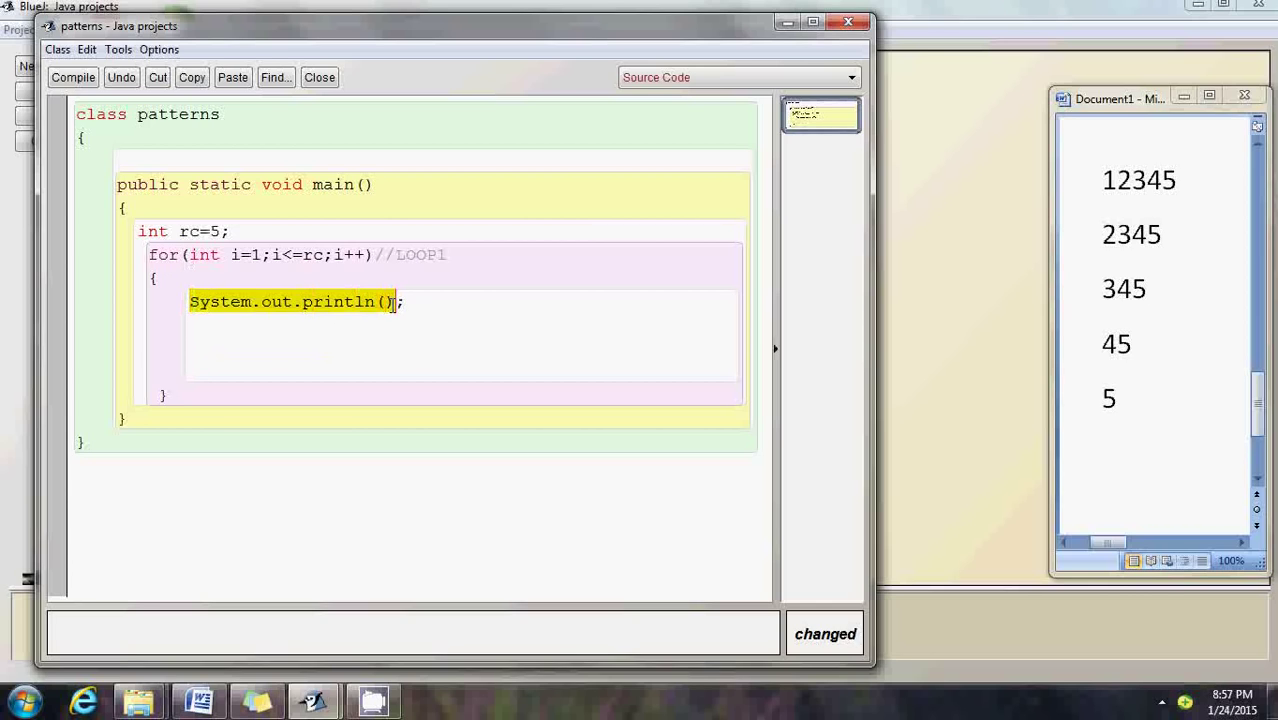 BlueJ: Java projects
patterns - Java projects
Class Edit Tools Options
Compile Undo Cut Copy Paste Find... Close
Source Code
class patterns
{
public static void main()
{
int rc=5;
for(int i=1;i<=rc;i++)//LOOP1
{
System.out.println();
}
}
}
changed
Document1 - Mi...
12345
2345
345
45
5
100%
8:57 PM
1/24/2015